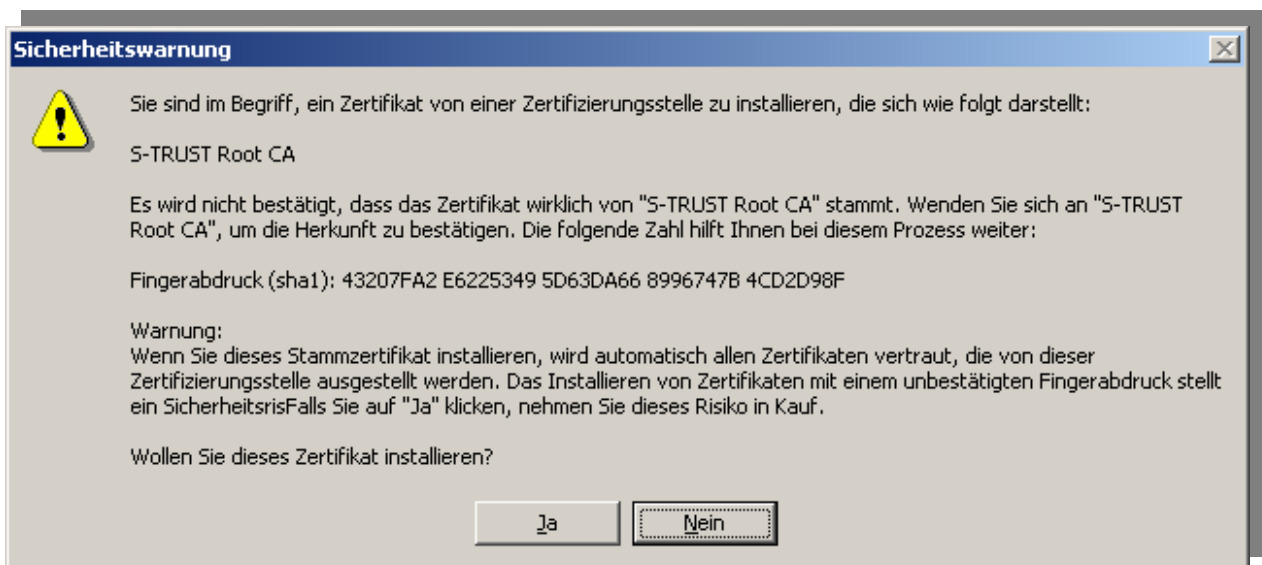 Sicherheitswarnung
Sie sind im Begriff, ein Zertifikat von einer Zertifizierungsstelle zu installieren, die sich wie folgt darstellt:
S-TRUST Root CA
Es wird nicht bestätigt, dass das Zertifikat wirklich von "S-TRUST Root CA" stammt. Wenden Sie sich an "S-TRUST
Root CA", um die Herkunft zu bestätigen. Die folgende Zahl hilft Ihnen bei diesem Prozess weiter:
Fingerabdruck (sha1): 43207FA2 E6225349 5D63DA66 8996747B 4CD2D98F
Warnung:
Wenn Sie dieses Stammzertifikat installieren, wird automatisch allen Zertifikaten vertraut, die von dieser
Zertifizierungsstelle ausgestellt werden. Das Installieren von Zertifikaten mit einem unbestätigten Fingerabdruck stellt
ein SicherheitsrisFalls Sie auf "Ja" klicken, nehmen Sie dieses Risiko in Kauf.
Wollen Sie dieses Zertifikat installieren?
Ja
Nein